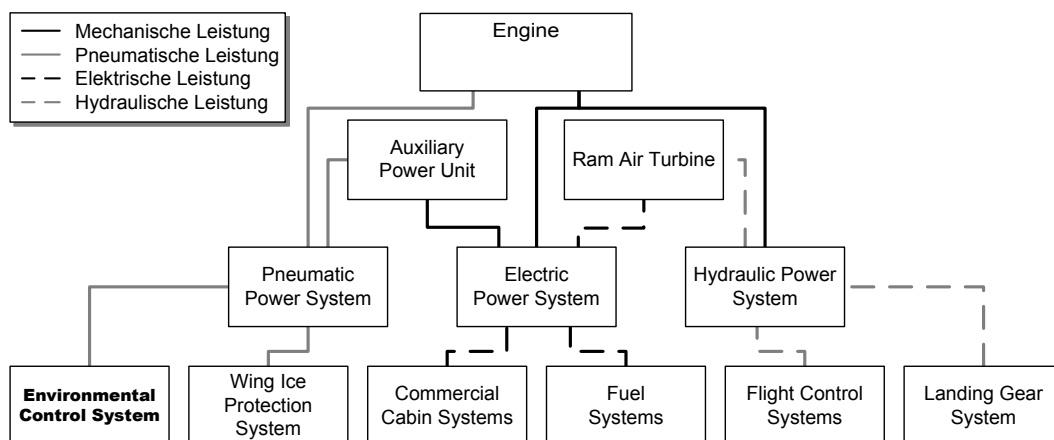 Mechanische Leistung
Pneumatische Leistung
Elektrische Leistung
Hydraulische Leistung
Engine
Auxiliary
Power Unit
Ram Air Turbine
Pneumatic
Power System
Electric
Power System
Hydraulic Power
System
Environmental
Control System
Wing Ice
Protection
System
Commercial
Cabin Systems
Fuel
Systems
Flight Control
Systems
Landing Gear
System